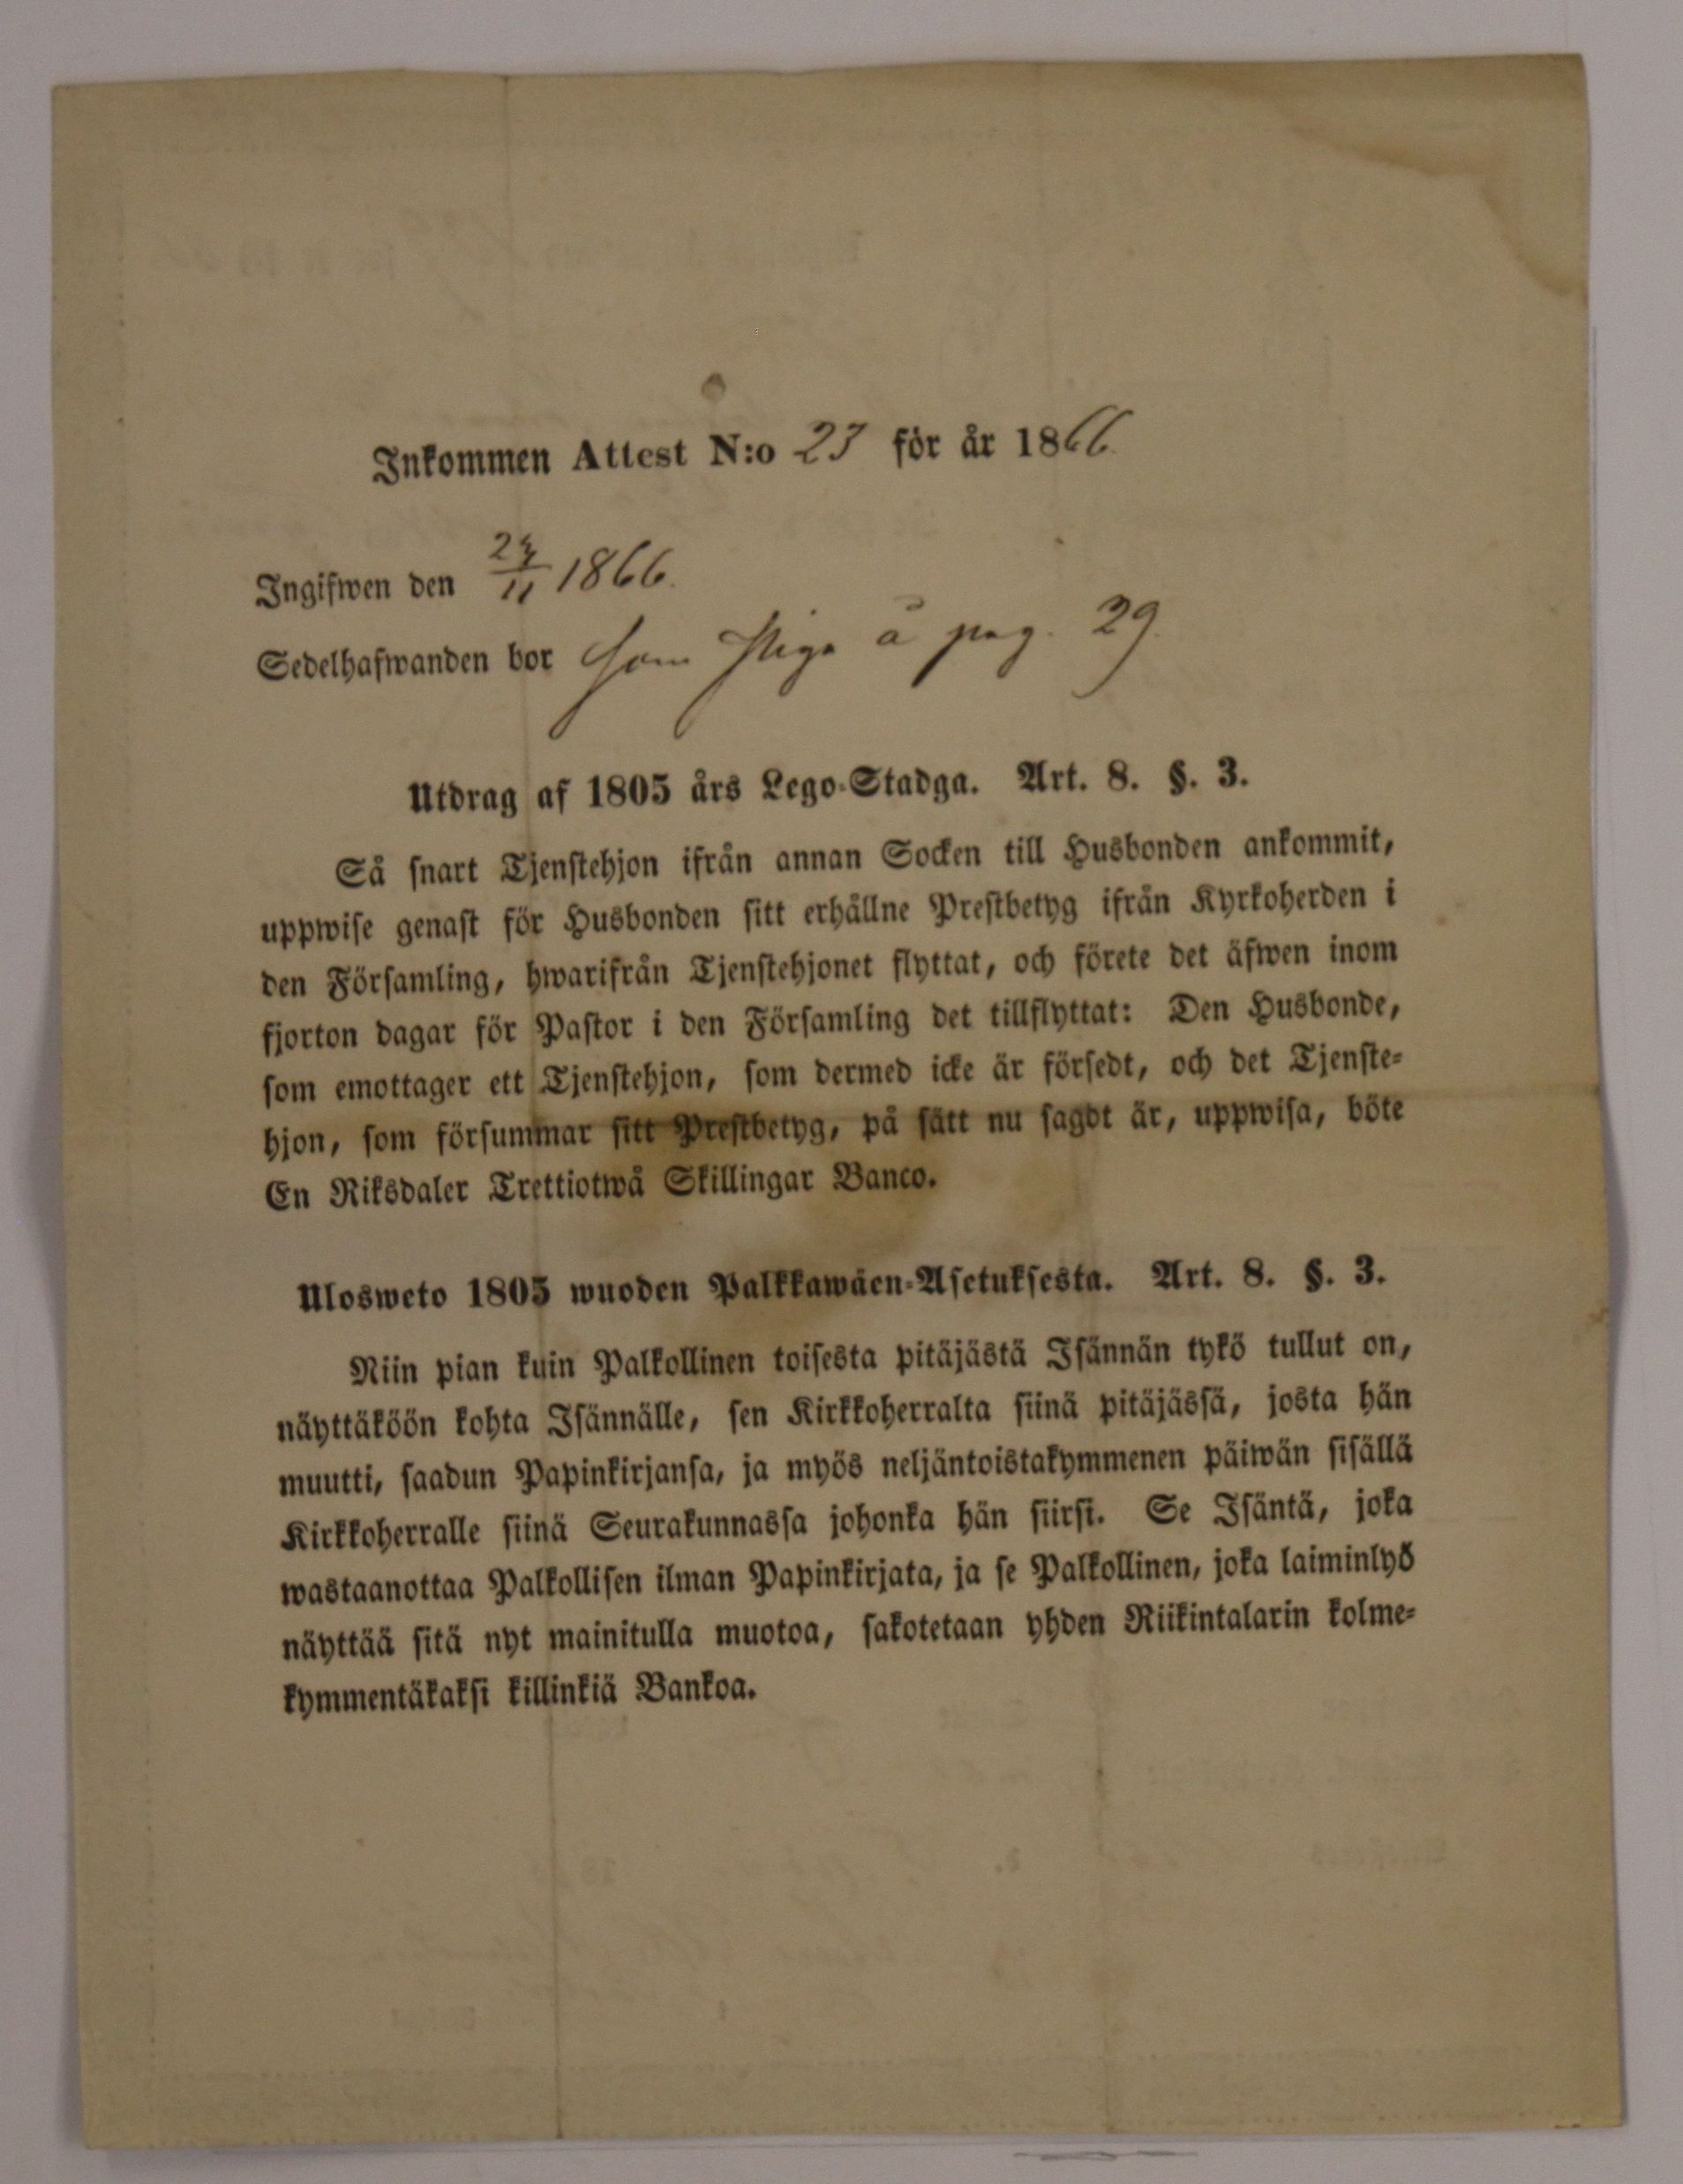 Inkommen Attest N:o 23 för år 1866.
Ingifwen den /11 1866.
Sedelhafwanden bor som Piga å pag. 29.
Utdrag af 1805 års Lego-Stadga. Art. 8. §. 3.
Så snart Tjenstehjon ifrån annan Socken till Husbonden ankommit,
uppwise genast för Husbonden sitt erhållne Prestbetyg ifrån Kyrkoherden i
den Församling, hwarifrån Tjenstehjonet flyttat, och förete det äfwen inom
fjorton dagar för Pastor i den Församling det tillflyttat: Den Husbonde,
som emottager ett Tjenstehjon, som dermed icke är försedt, och det Tjenste-
hjon, som försummar sitt Prestbetyg, på sätt nu sagdt är, uppwisa, böte
En Riksdaler Trettiotwå Skillingar Banco.
Ulosweto 1805 wuoden Palkkawäen-Asetuksesta. Art. 8. §. 3.
Niin pian kuin Palkollinen toisesta pitäjästä Isännän tykö tullut on,
näyttäköön kohta Isännälle, sen Kirkkoherralta siinä pitäjässä, josta hän
muutti, saadun Papinkirjansa, ja myös neljäntoistakymmenen päiwän sisällä
Kirkkoherralle siinä Seurakunnassa johonka hän siirsi. Se Isäntä, joka
wastaanottaa Palkollisen ilman Papinkirjata, ja se Palkollinen, joka laiminlyö
näyttää sitä nyt mainitulla muotoa, sakotetaan yhden Riikintalarin kolme-
kymmentäkaksi killinkiä Bankoa.